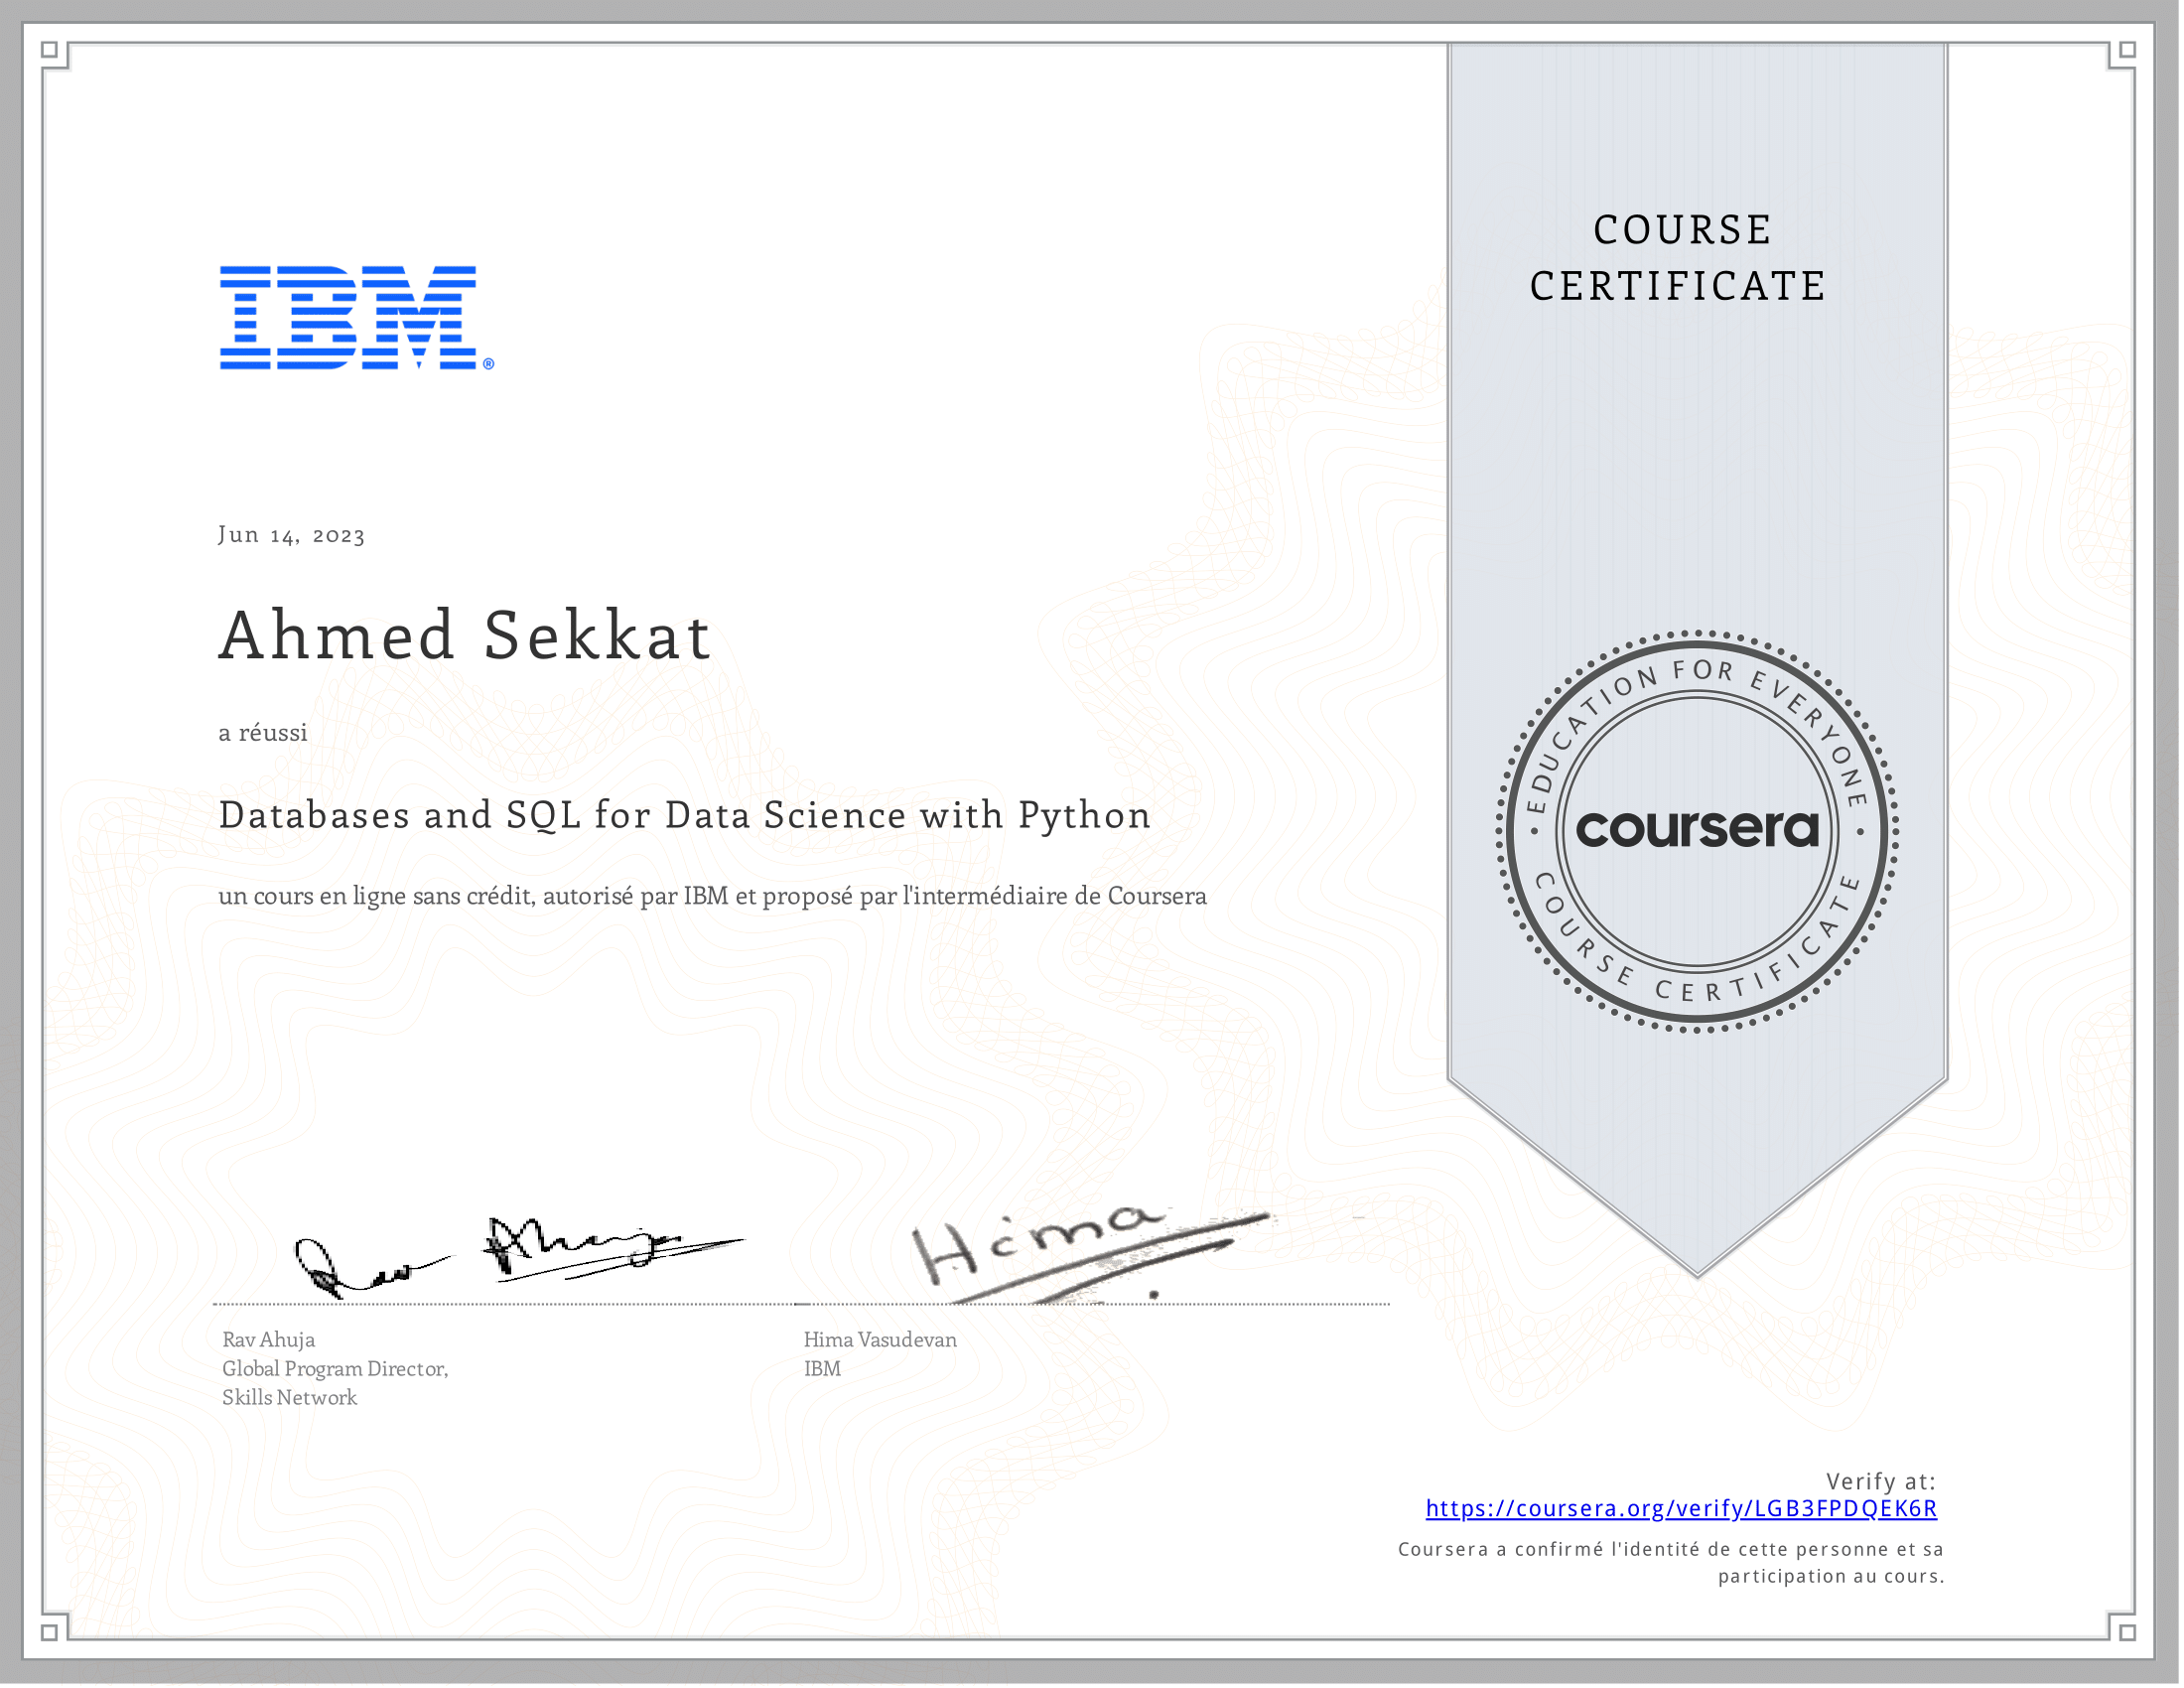 COURSE
CERTIFICATE
IBM®
Jun 14, 2023
Ahmed Sekkat
a réussi
Databases and SQL for Data Science with Python
un cours en ligne sans crédit, autorisé par IBM et proposé par l'intermédiaire de Coursera
EDUCATION FOR EVERYONE
coursera
COURSE CERTIFICATE
Hima
Rav Ahuja
Global Program Director,
Skills Network
Hima Vasudevan
IBM
Verify at:
https://coursera.org/verify/LGB3FPDQEK6R
Coursera a confirmé l'identité de cette personne et sa
participation au cours.